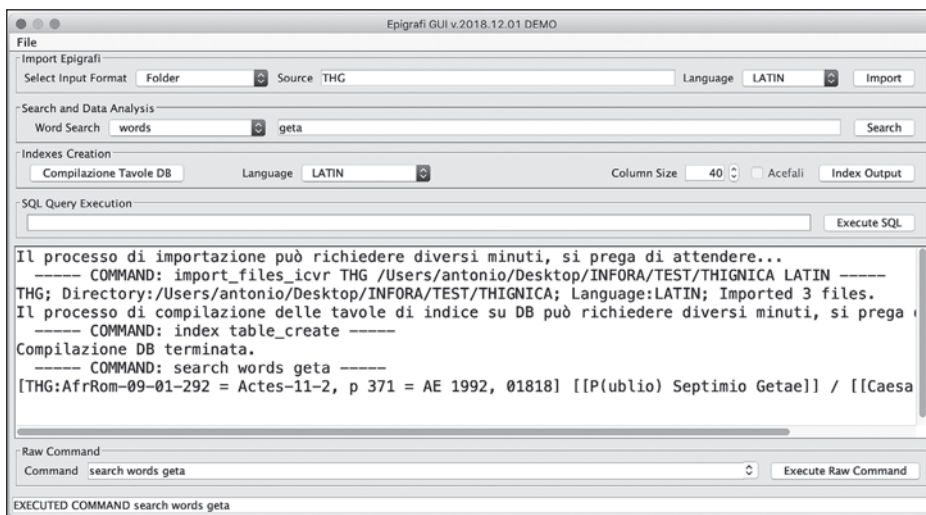 Epigrafi GUI v.2018.12.01 DEMO
File
Import Epigrafi
Select Input Format Folder Source THG Language LATIN Import
Search and Data Analysis
Word Search words geta Search
Indexes Creation
Compilazione Tavole DB Language LATIN Column Size 40 Acefali Index Output
SQL Query Execution
Execute SQL
Il processo di importazione può richiedere diversi minuti, si prega di attendere...
----- COMMAND: import_files_icvr THG /Users/antonio/Desktop/INFORA/TEST/THIGNICA LATIN -----
THG; Directory:/Users/antonio/Desktop/INFORA/TEST/THIGNICA; Language:LATIN; Imported 3 files.
Il processo di compilazione delle tavole di indice su DB può richiedere diversi minuti, si prega
----- COMMAND: index table_create -----
Compilazione DB terminata.
----- COMMAND: search words geta -----
[THG:AfrRom-09-01-292 = Actes-11-2, p 371 = AE 1992, 01818] [[P(ublio) Septimio Getae]] / [[Caesa
Raw Command
Command search words geta Execute Raw Command
EXECUTED COMMAND search words geta